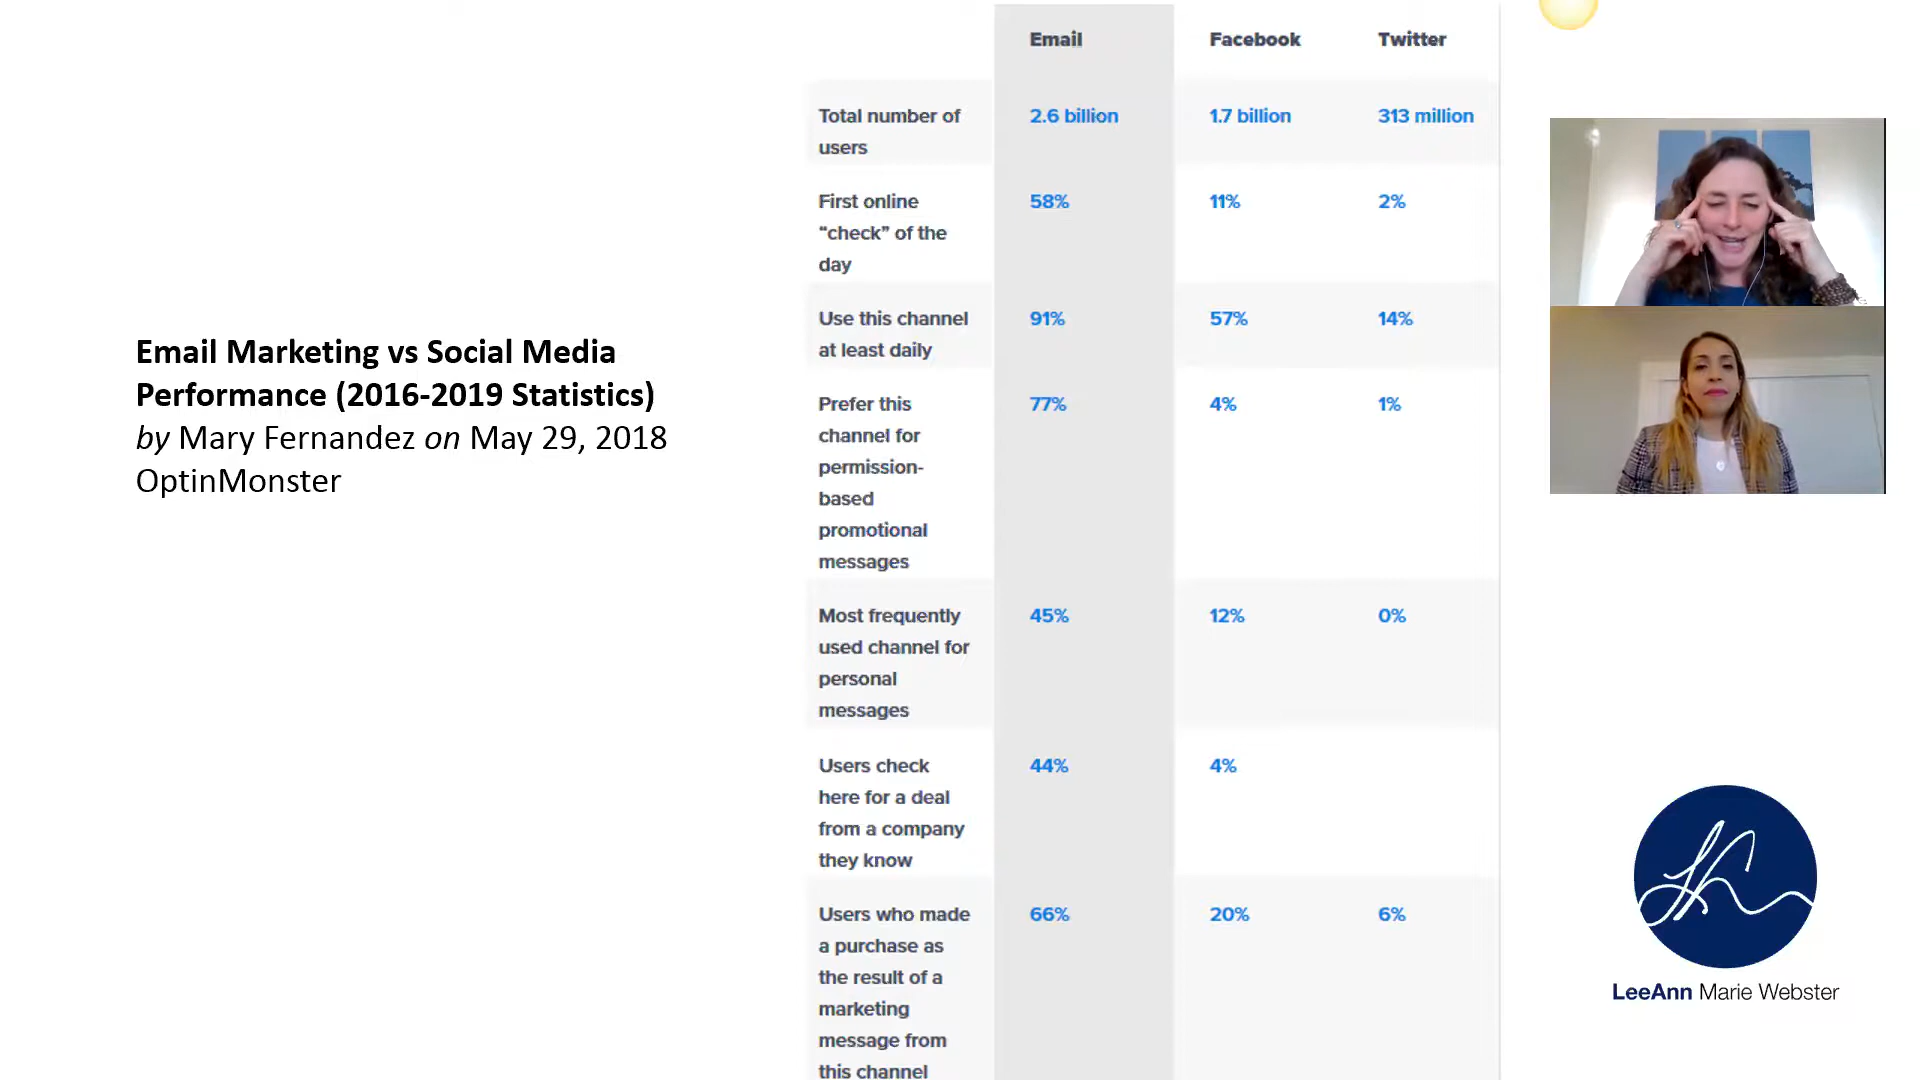 Email Marketing vs Social Media
Performance (2016-2019 Statistics)
by Mary Fernandez on May 29, 2018
OptinMonster
Email Facebook Twitter
Total number of
users
2.6 billion 1.7 billion 313 million
First online
“check” of the
day
58% 11% 2%
Use this channel
at least daily
91% 57% 14%
Prefer this
channel for
permission-
based
promotional
messages
77% 4% 1%
Most frequently
used channel for
personal
messages
45% 12% 0%
Users check
here for a deal
from a company
they know
44% 4%
Users who made
a purchase as
the result of a
marketing
message from
this channel
66% 20% 6%
LeeAnn Marie Webster